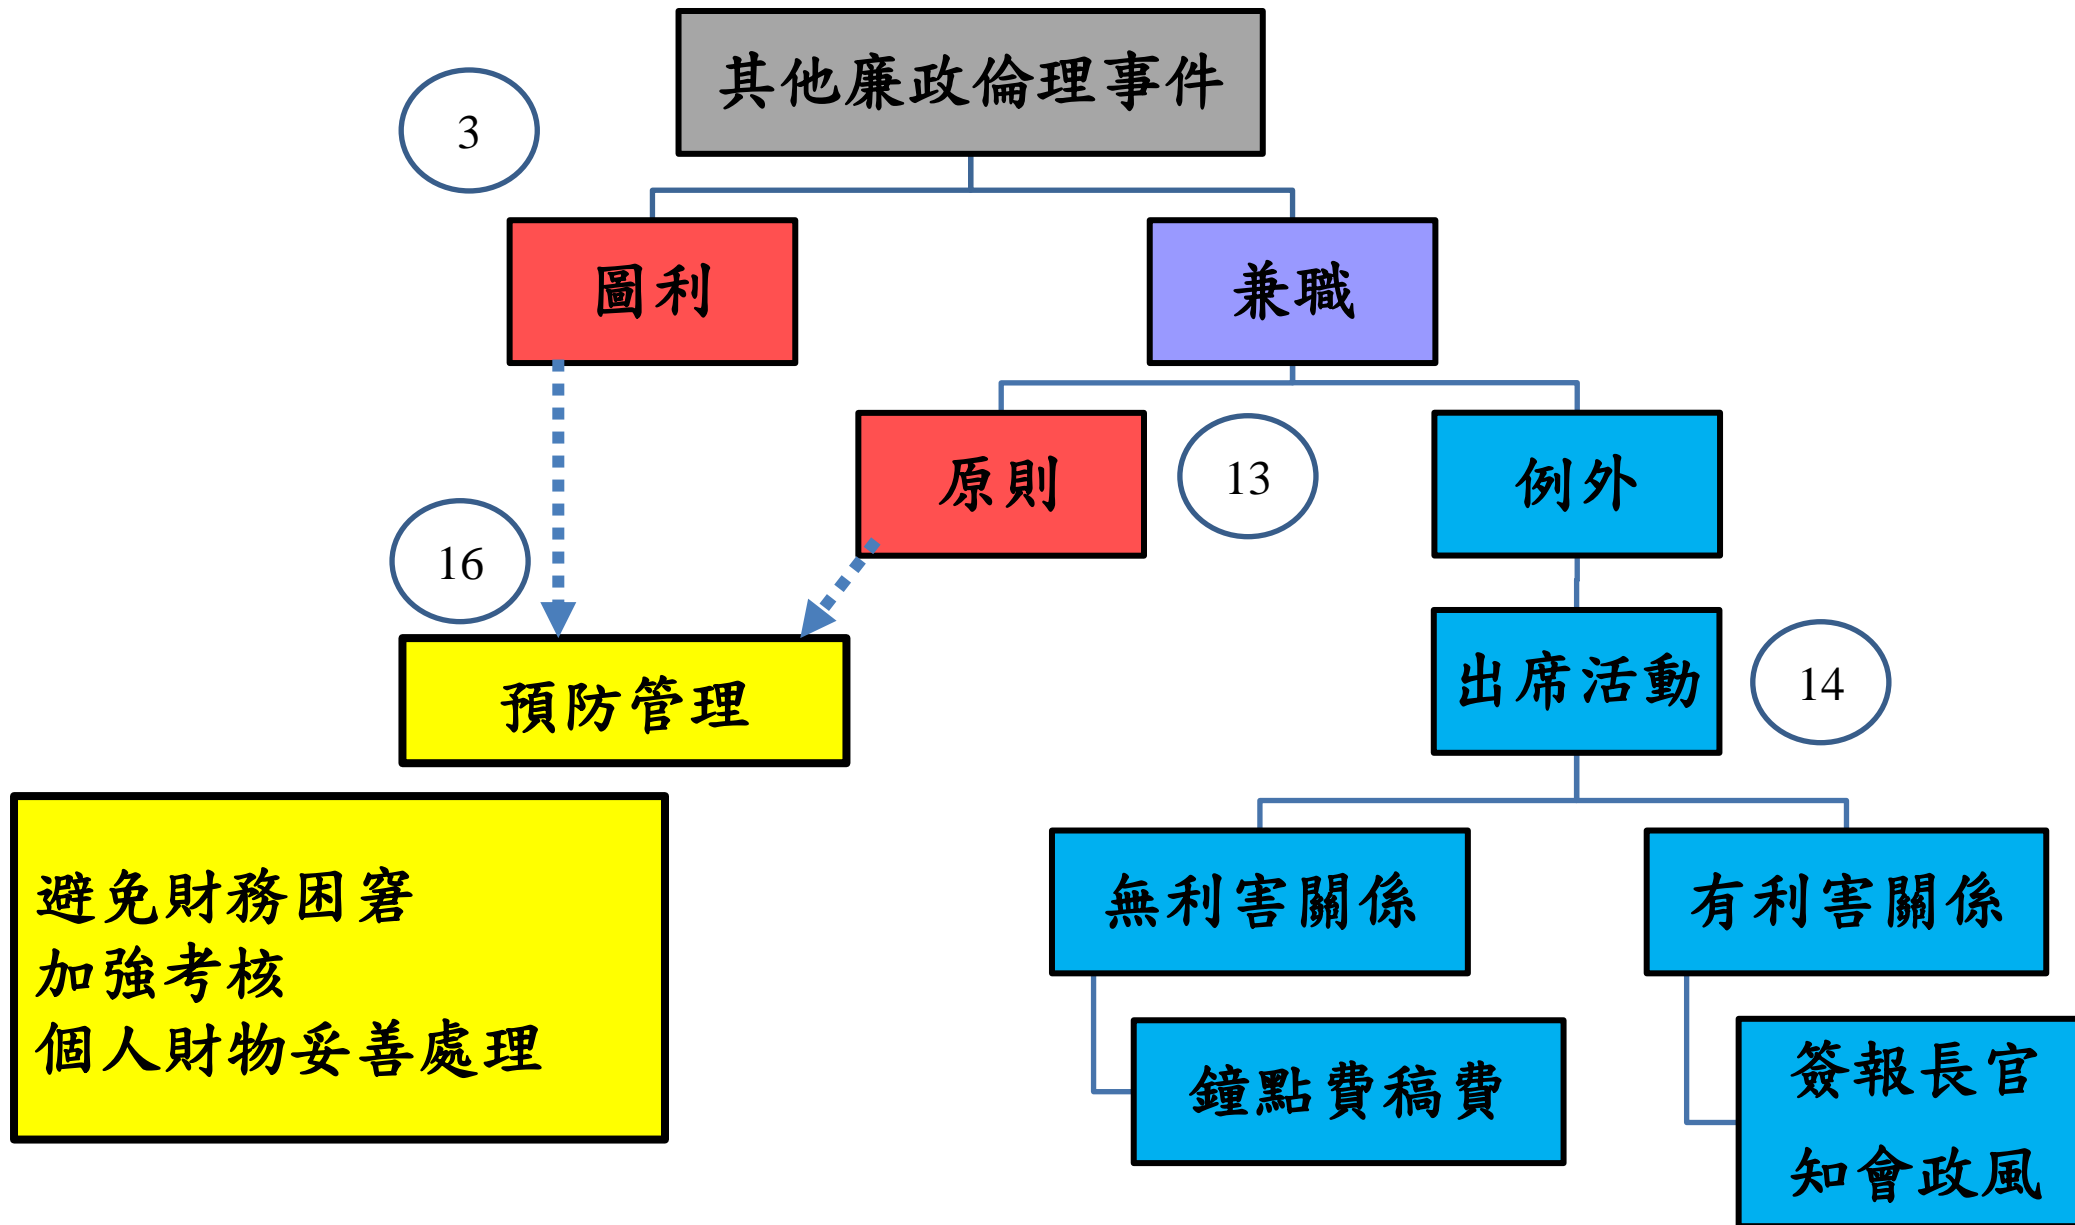 其他廉政倫理事件
3
圖利
兼職
原則
13
例外
16
預防管理
出席活動
14
避免財務困窘
加強考核
個人財物妥善處理
無利害關係
有利害關係
鐘點費稿費
簽報長官
知會政風